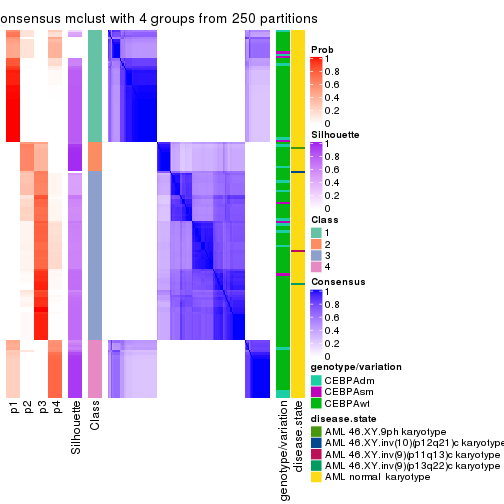 onsensus mclust with 4 groups from 250 partitions
Prob
1
0.8
0.6
0.4
0.2
0
Silhouette
1
0.8
0.6
0.4
0.2
0
Class
1
2
3
4
Consensus
1
0.8
0.6
0.4
0.2
0
genotype/variation
CEBPAdm
CEBPAsm
CEBPAwt
disease.state
AML 46.XY.9ph karyotype
AML 46.XY.inv(10)(p12q21)c karyotype
AML 46.XY.inv(9)(p11q13)c karyotype
AML 46.XY.inv(9)(p13q22)c karyotype
AML normal karyotype
p1
p2
p3
p4
Silhouette
Class
genotype/variation
disease.state